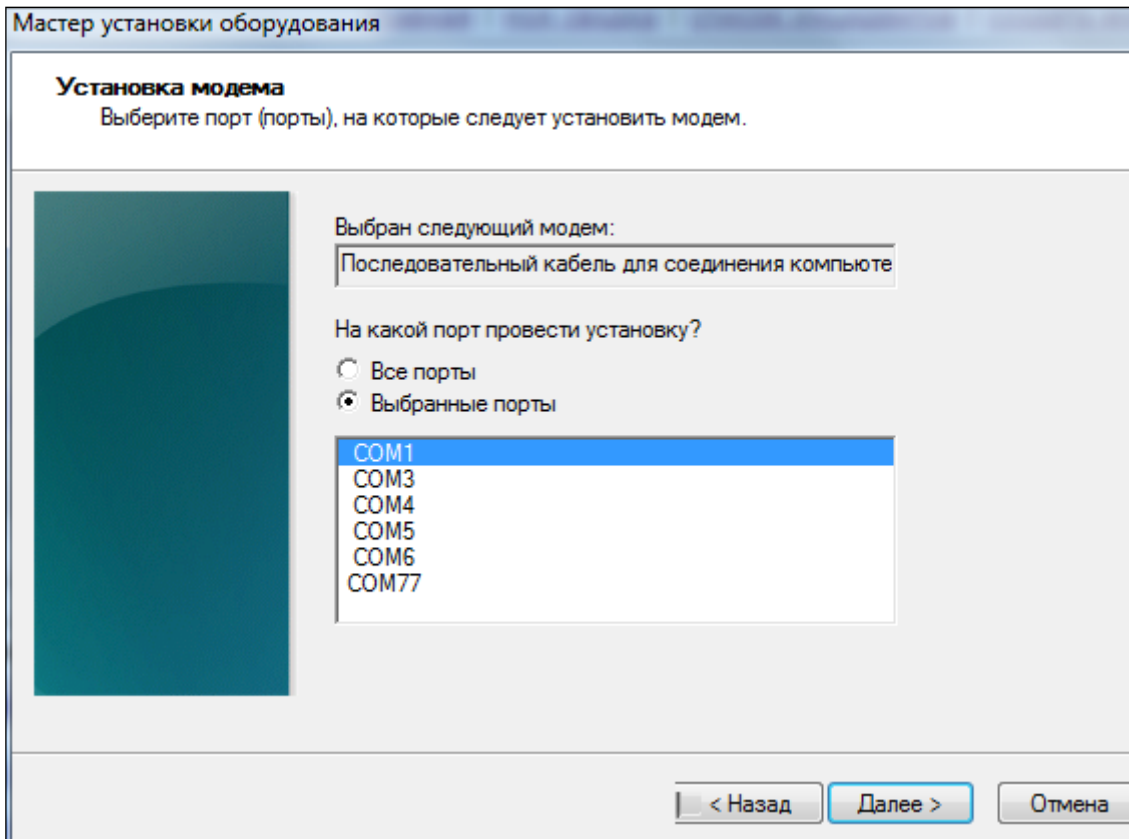 Мастер установки оборудования
Установка модема
Выберите порт (порты), на которые следует установить модем.
Выбран следующий модем:
Последовательный кабель для соединения компьюте
На какой порт провести установку?
Все порты
Выбранные порты
COM1
COM3
COM4
COM5
COM6
COM77
< Назад
Далее >
Отмена